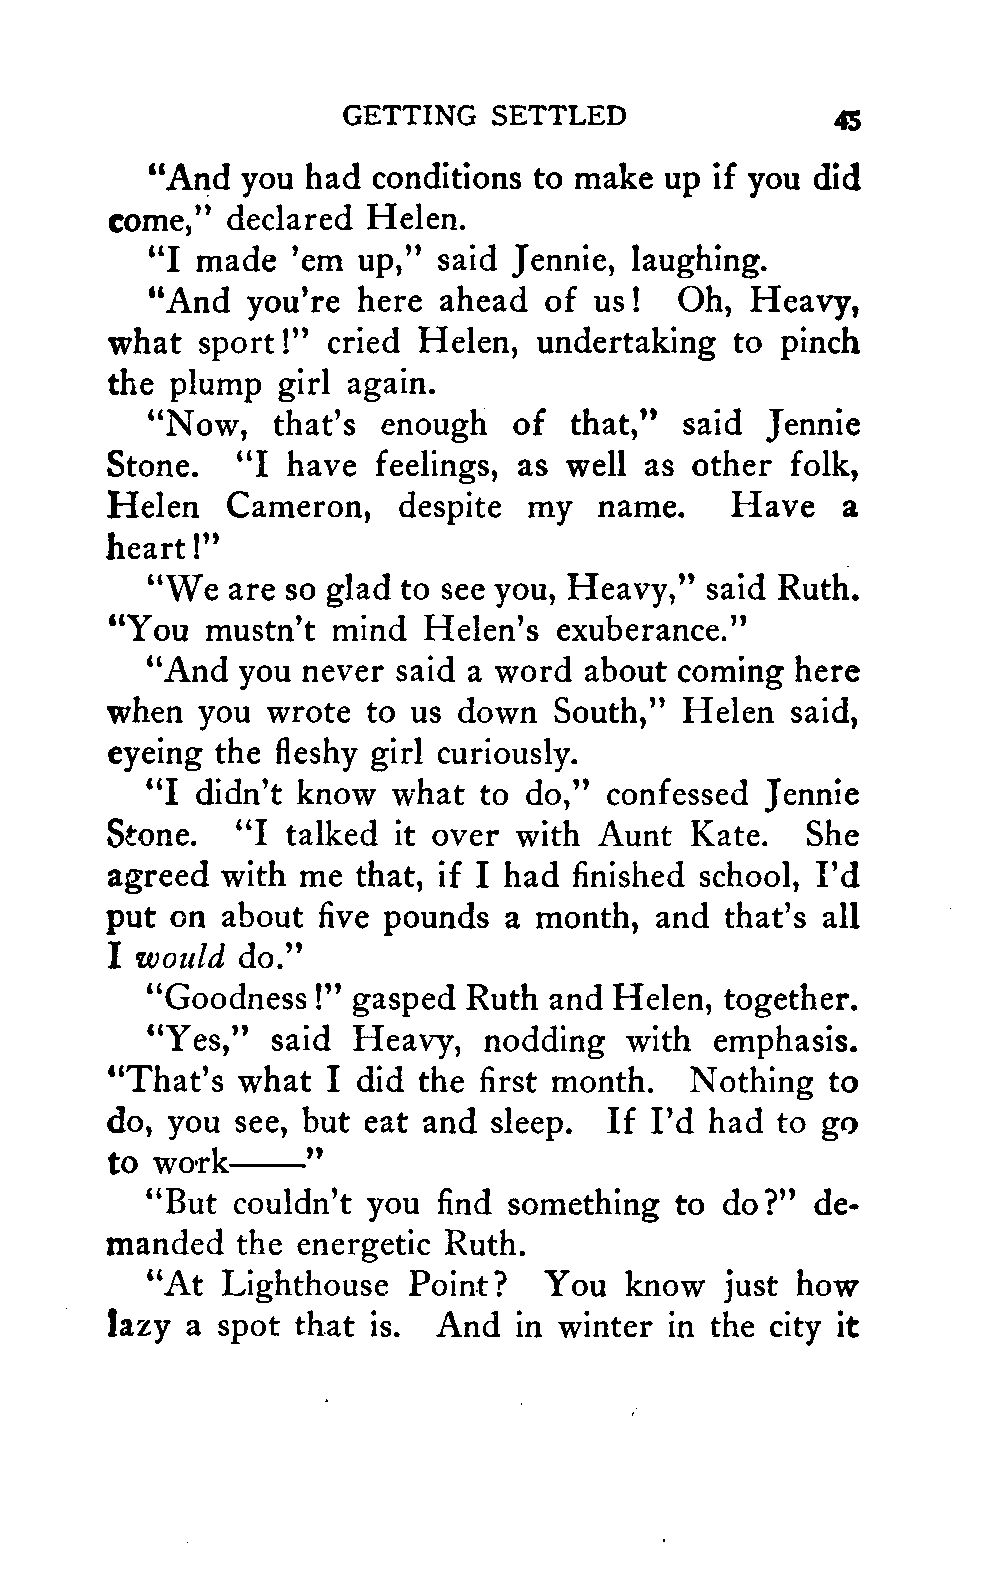 GETTING SETTLED 45
“And you had conditions to make up if you did
come,” declared Helen.
“I made ’em up,” said Jennie, laughing.
“And you’re here ahead of us! Oh, Heavy,
what sport!” cried Helen, undertaking to pinch
the plump girl again.
“Now, that’s enough of that,” said Jennie
Stone. “I have feelings, as well as other folk,
Helen Cameron, despite my name. Have a
heart!”
“We are so glad to see you, Heavy,” said Ruth.
“You mustn’t mind Helen’s exuberance.”
“And you never said a word about coming here
when you wrote to us down South,” Helen said,
eyeing the fleshy girl curiously.
“I didn’t know what to do,” confessed Jennie
Stone. “I talked it over with Aunt Kate. She
agreed with me that, if I had finished school, I’d
put on about five pounds a month, and that’s all
I would do.”
“Goodness!” gasped Ruth and Helen, together.
“Yes,” said Heavy, nodding with emphasis.
“That’s what I did the first month. Nothing to
do, you see, but eat and sleep. If I’d had to go
to work——”
“But couldn’t you find something to do?” de-
manded the energetic Ruth.
“At Lighthouse Point? You know just how
lazy a spot that is. And in winter in the city it